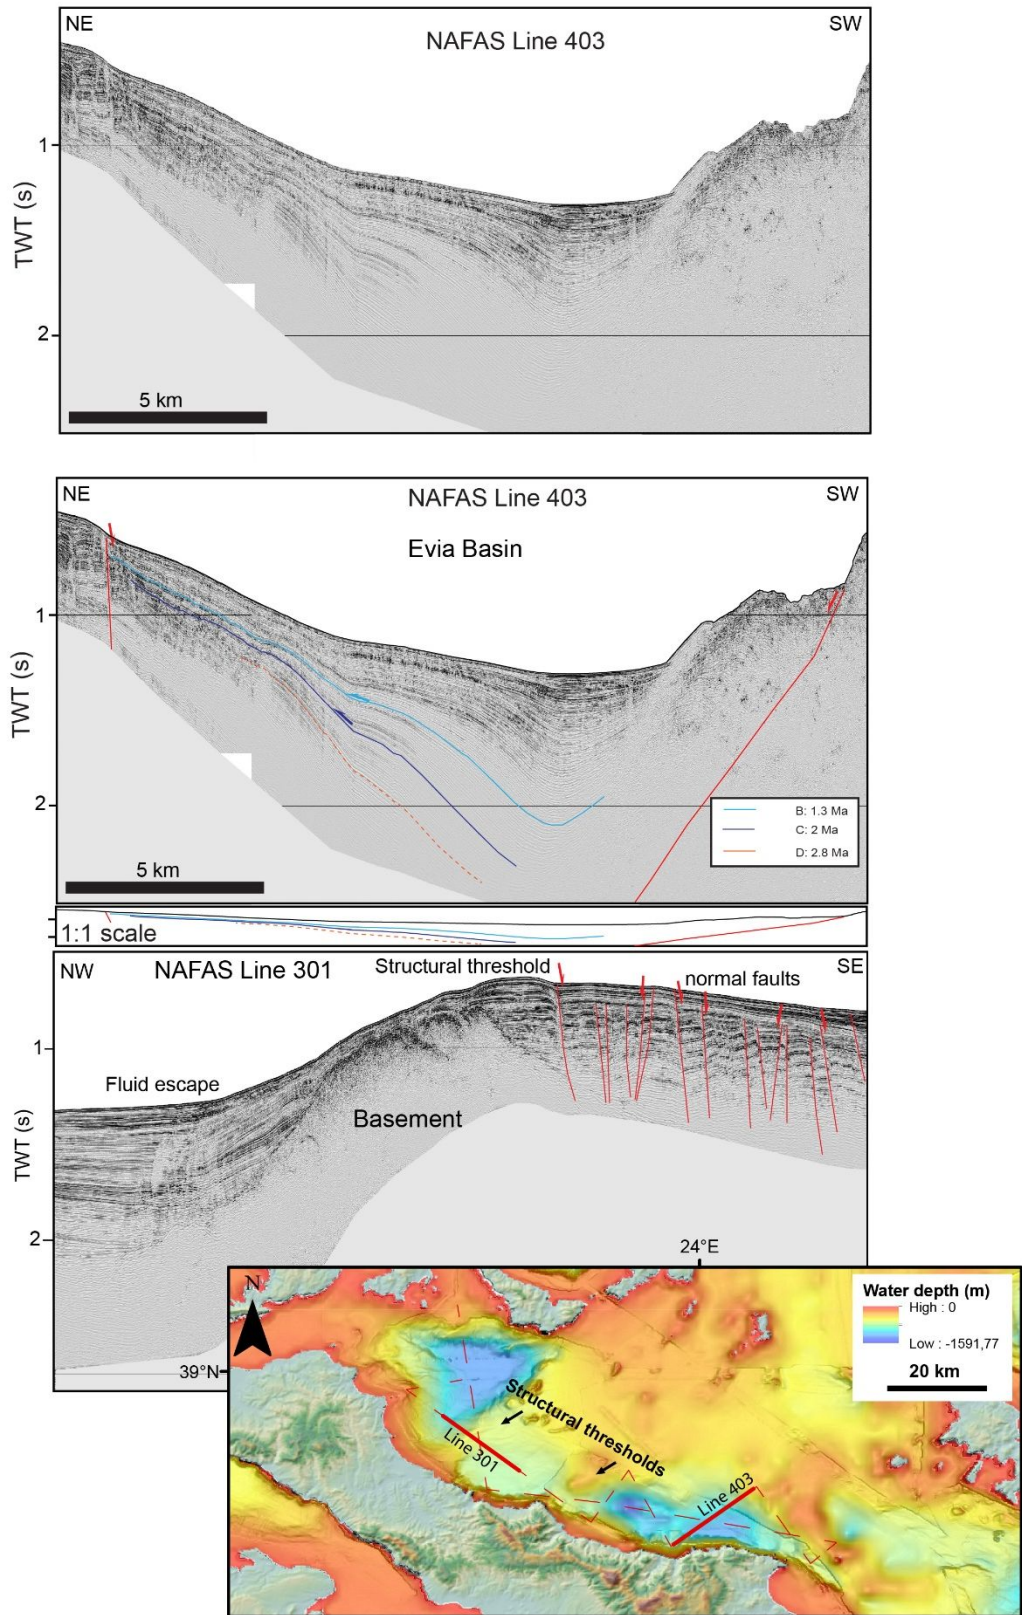 NE
NAFAS Line 403
SW
1
TWT (s)
2
5 km
NE
NAFAS Line 403
SW
Evia Basin
1
TWT (s)
2
B: 1.3 Ma
C: 2 Ma
D: 2.8 Ma
5 km
1:1 scale
NW
NAFAS Line 301
Structural threshold
normal faults
SE
1
Fluid escape
Basement
TWT (s)
2
24°E
N
Water depth (m)
High : 0
Low : -1591,77
20 km
39°N
Structural thresholds
Line 301
Line 403